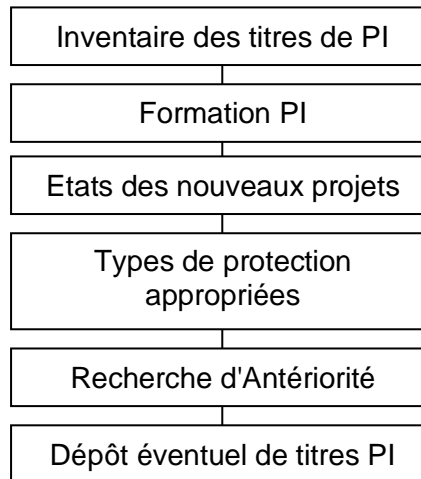 Inventaire des titres de PI
Formation PI
Etats des nouveaux projets
Types de protection
appropriées
Recherche d'Antériorité
Dépôt éventuel de titres PI